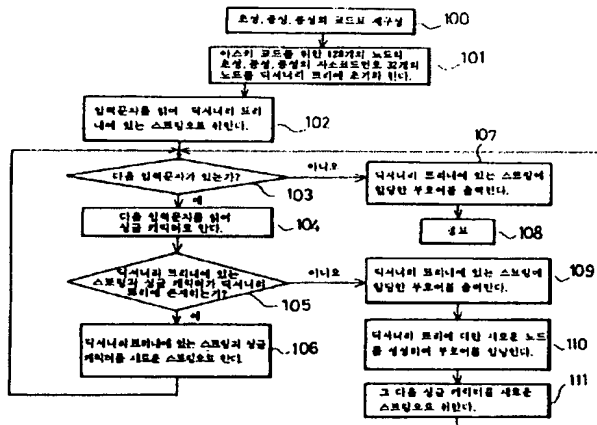 초성, 중성, 종성의 코드로 재구성
100
아스키 코드를 위한 128개의 노드와
초성, 중성, 종성의 자소코드번호 32개의
노드를 딕셔너리 트리에 초기화 한다.
101
입력문자를 읽어 딕셔너리 트리
내에 있는 스트링으로 취한다.
102
다음 입력문자가 있는가?
103
아니오
107
딕셔너리 트리내에 있는 스트링에
할당한 부호어를 출력한다.
예
104
다음 입력문자를 읽어
싱글 캐릭터로 한다.
종료
108
딕셔너리 트리내에 있는
스트링과 싱글 캐릭터가 딕셔너리
트리에 존재하는가?
105
아니오
딕셔너리 트리내에 있는 스트링에
할당한 부호어를 출력한다.
109
예
딕셔너리트리내에 있는 스트링과 싱글
캐릭터를 새로운 스트링으로 한다.
106
딕셔너리 트리에 대한 새로운 노드
를 생성하여 부호어를 할당한다.
110
그 다음 싱글 캐릭터를 새로운
스트링으로 취한다.
111